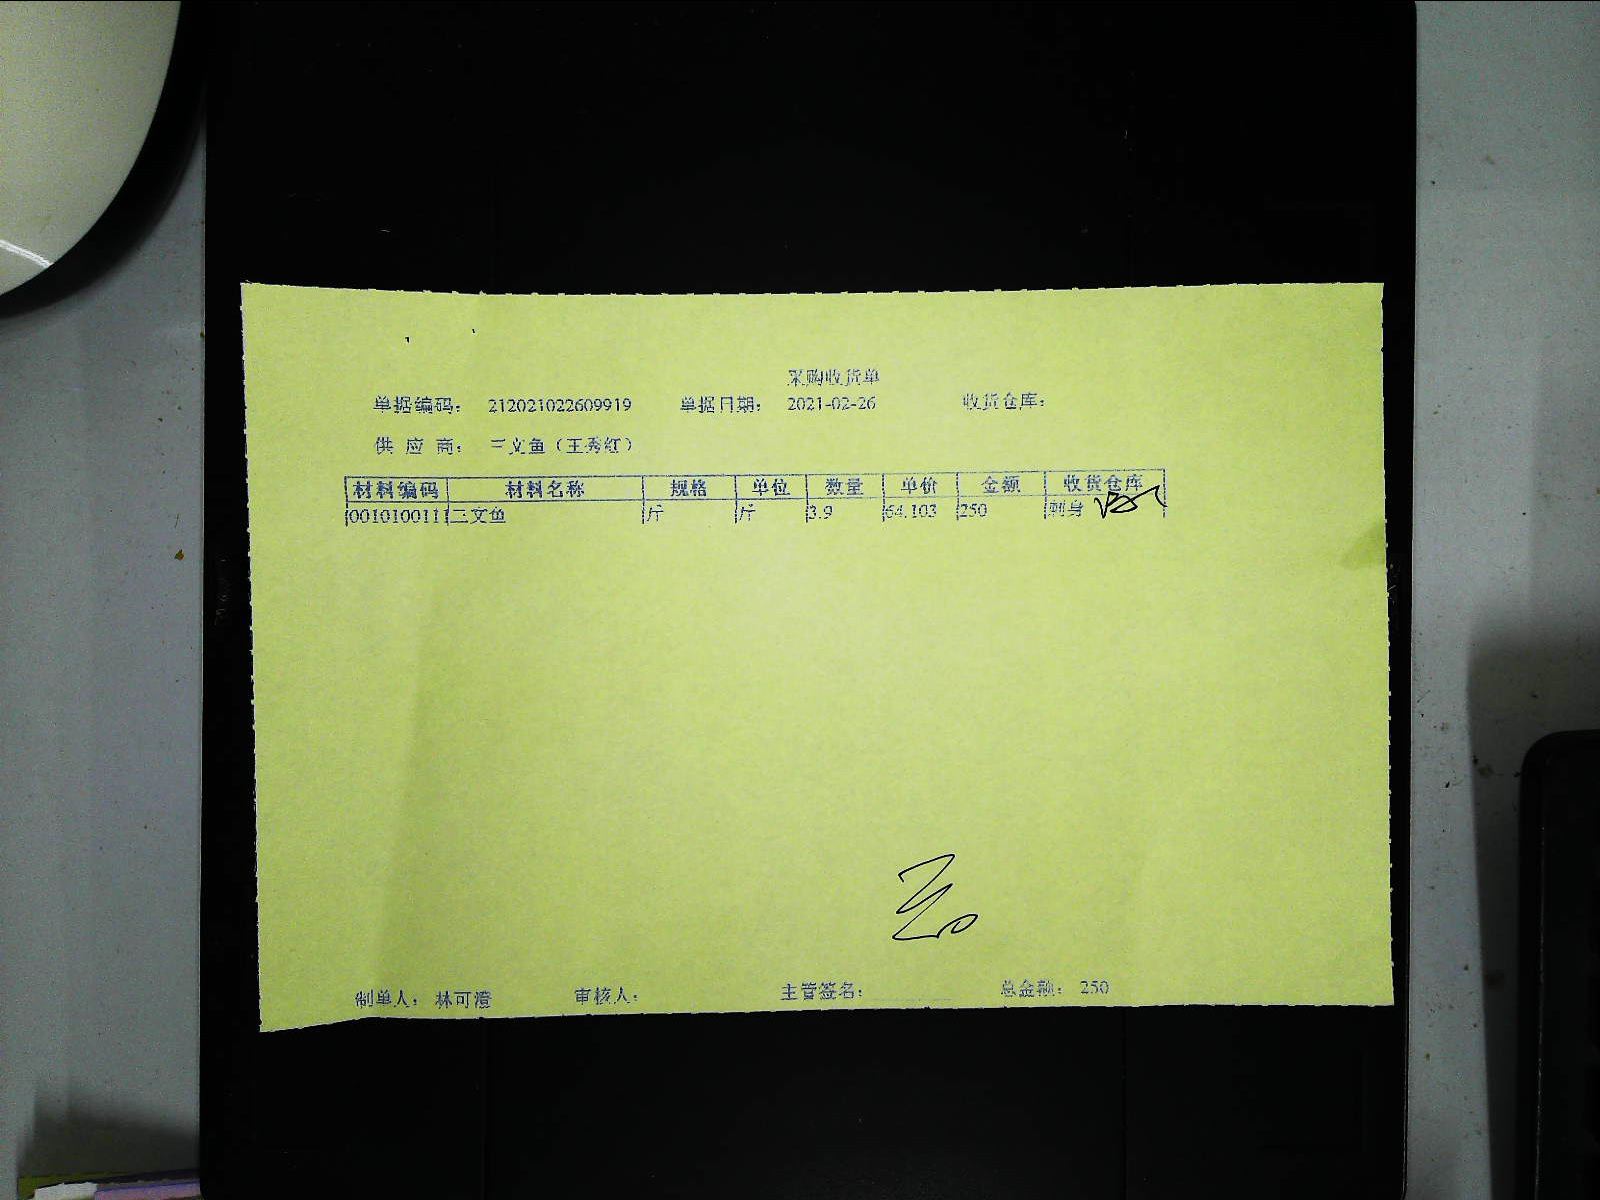 采购收货单
单据编码： 212021022609919 单据日期： 2021-02-26 收货仓库：
供应商： 三文鱼（王秀红）
材料编码 材料名称 规格 单位 数量 单价 金额 收货仓库
0010100111 三文鱼 斤 斤 3.9 64.103 250 刺身
制单人： 林可澄 审核人： 主管签名： 总金额： 250